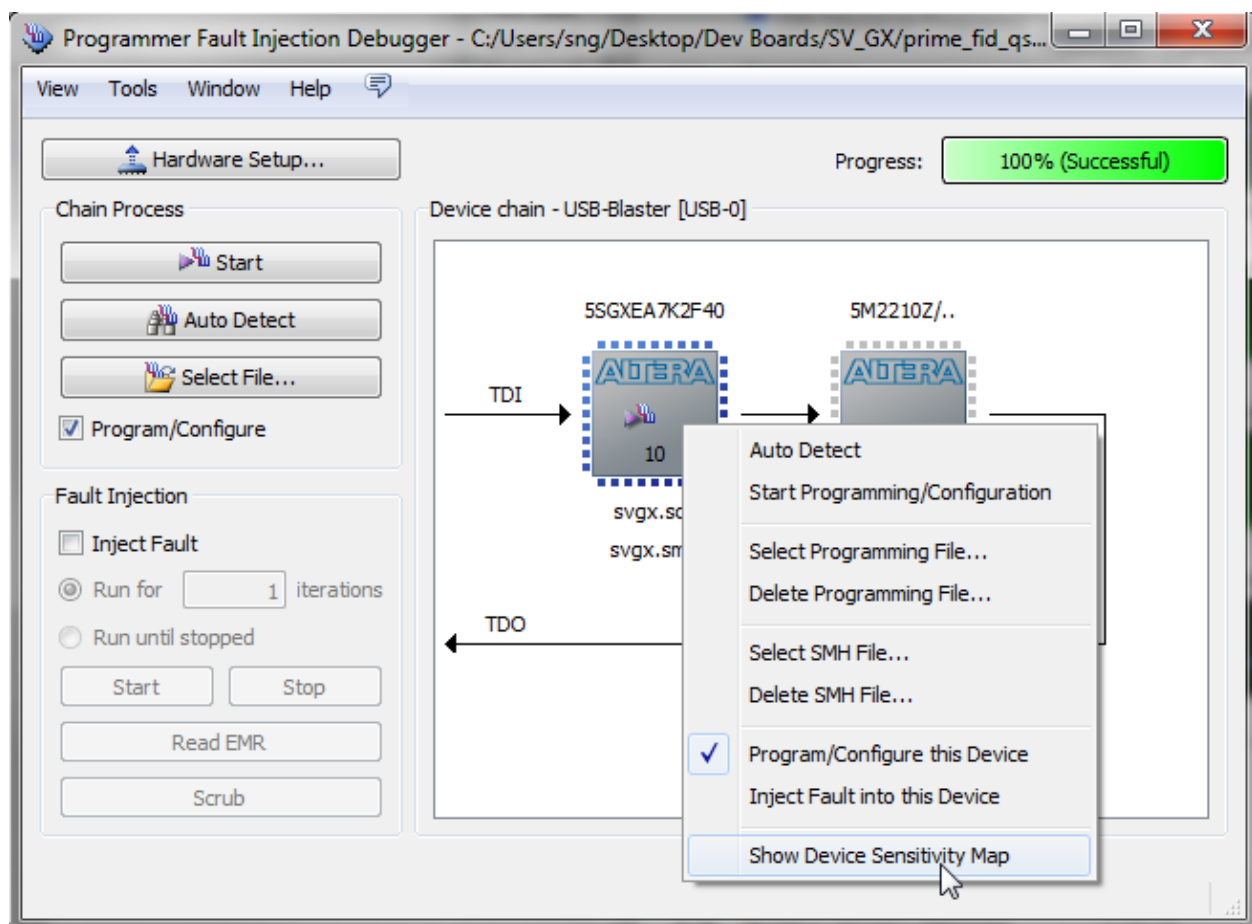 Programmer Fault Injection Debugger - C:/Users/sng/Desktop/Dev Boards/SV_GX/prime_fid_qs...
View Tools Window Help
Hardware Setup...
Progress: 100% (Successful)
Chain Process
Start
Auto Detect
Select File...
Program/Configure
Fault Injection
Inject Fault
Run for 1 iterations
Run until stopped
Start Stop
Read EMR
Scrub
Device chain - USB-Blaster [USB-0]
5SGXEA7K2F40 5M2210Z/..
ALTERA ALTERA
TDI
10
svgx.so
svgx.sm
TDO
Auto Detect
Start Programming/Configuration
Select Programming File...
Delete Programming File...
Select SMH File...
Delete SMH File...
Program/Configure this Device
Inject Fault into this Device
Show Device Sensitivity Map